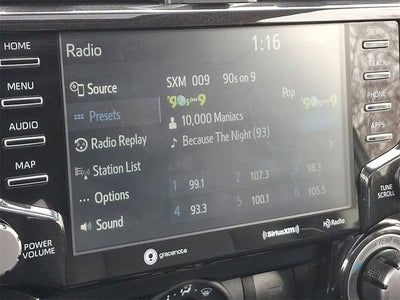 HOME
MENU
AUDIO
MAP
POWER
VOLUME
Radio
1:16
Source
Presets
Radio Replay
Station List
Options
Sound
SXM 009 90s on 9
'90s on 9
Pop
'90s on 9
10,000 Maniacs
Because The Night (93)
1 99.1
2 107.3
3 98.3
4 93.3
5 100.1
6 105.5
gracenote
SiriusXM
HD Radio
SEEK
TRACK
PHONE
APPS
TUNE
SCROLL